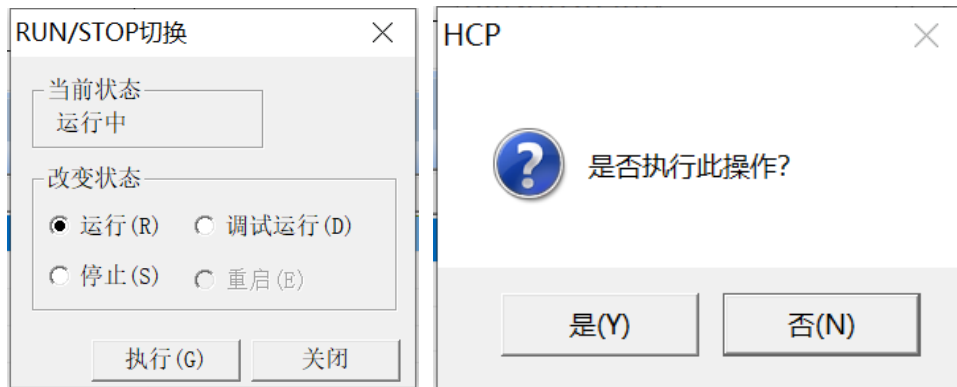 RUN/STOP切换
当前状态
运行中
改变状态
运行(R) 调试运行(D)
停止(S) 重启(E)
执行(G) 关闭
HCP
是否执行此操作?
是(Y) 否(N)